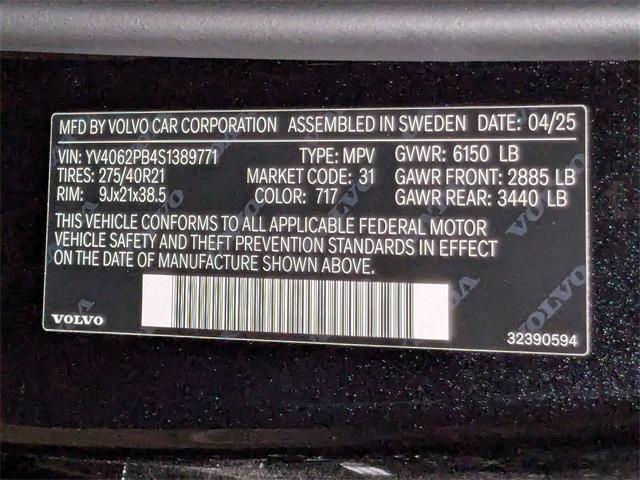 MFD BY VOLVO CAR CORPORATION ASSEMBLED IN SWEDEN DATE: 04/25
VIN: YV4062PB4S1389771 TYPE: MPV GVWR: 6150 LB
TIRES: 275/40R21 MARKET CODE: 31 GAWR FRONT: 2885 LB
RIM: 9Jx21x38.5 COLOR: 717 GAWR REAR: 3440 LB
THIS VEHICLE CONFORMS TO ALL APPLICABLE FEDERAL MOTOR
VEHICLE SAFETY AND THEFT PREVENTION STANDARDS IN EFFECT
ON THE DATE OF MANUFACTURE SHOWN ABOVE.
VOLVO 32390594